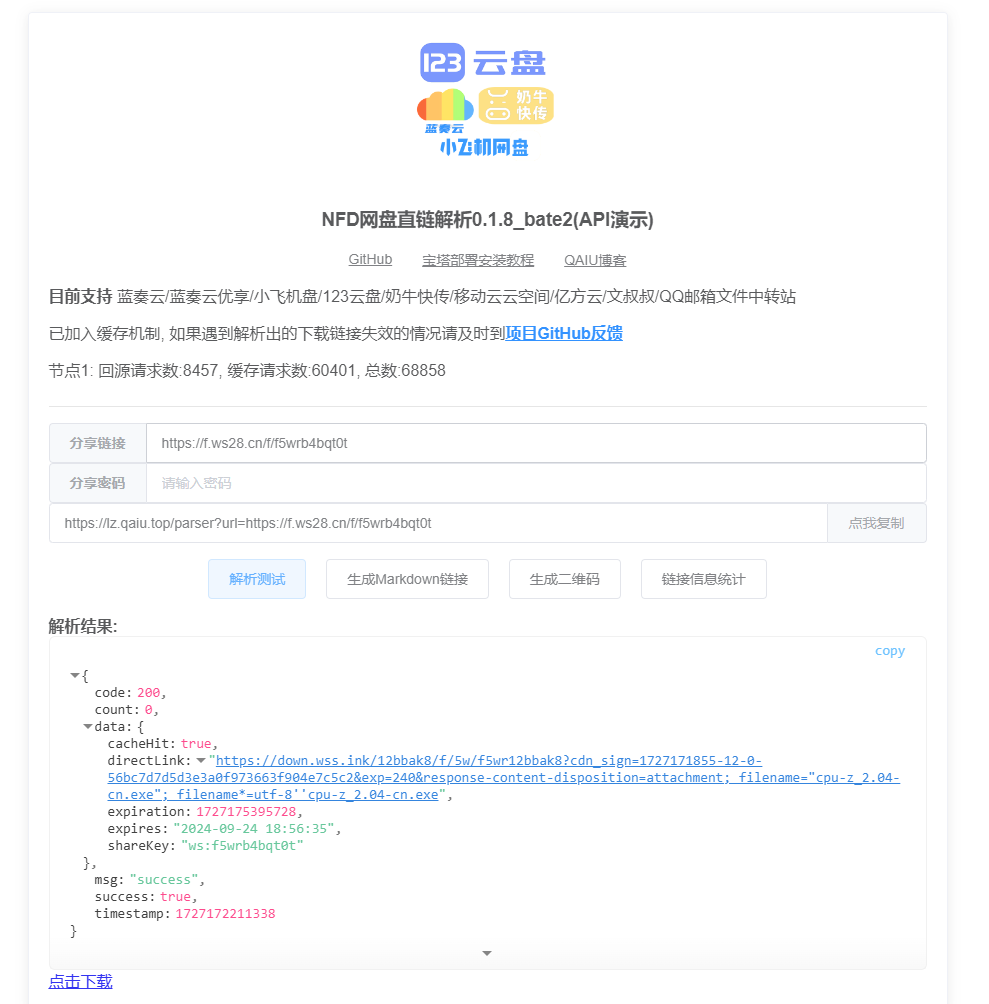 123 云盘
蓝奏云 奶牛快传
小飞机网盘
NFD网盘直链解析0.1.8_bate2(API演示)
GitHub 宝塔部署安装教程 QAIU博客
目前支持 蓝奏云/蓝奏云优享/小飞机盘/123云盘/奶牛快传/移动云云空间/亿方云/文叔叔/QQ邮箱文件中转站
已加入缓存机制, 如果遇到解析出的下载链接失效的情况请及时到项目GitHub反馈
节点1: 回源请求数:8457, 缓存请求数:60401, 总数:68858
分享链接 https://f.ws28.cn/f/f5wrb4bqt0t
分享密码 请输入密码
https://lz.qaiu.top/parser?url=https://f.ws28.cn/f/f5wrb4bqt0t 点我复制
解析测试 生成Markdown链接 生成二维码 链接信息统计
解析结果:
copy
{
code: 200,
count: 0,
data: {
cacheHit: true,
directLink: "https://down.wss.ink/12bbak8/f/5w/f5wr12bbak8?cdn_sign=1727171855-12-0-
56bc7d7d5d3e3a0f973663f904e7c5c2&exp=240&response-content-disposition=attachment; filename="cpu-z_2.04-
cn.exe"; filename*=utf-8''cpu-z_2.04-cn.exe",
expiration: 1727175395728,
expires: "2024-09-24 18:56:35",
shareKey: "ws:f5wrb4bqt0t"
},
msg: "success",
success: true,
timestamp: 1727172211338
}
点击下载